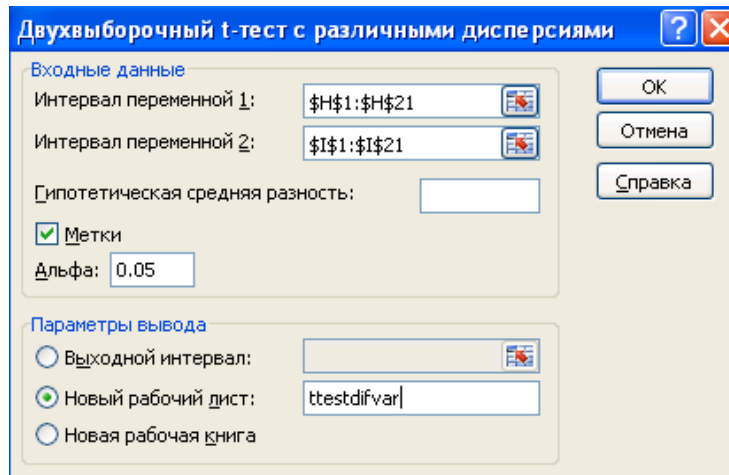 Двухвыборочный t-тест с различными дисперсиями
Входные данные
Интервал переменной 1: $H$1:$H$21
Интервал переменной 2: $I$1:$I$21
Гипотетическая средняя разность:
Метки
Альфа: 0.05
ОК
Отмена
Справка
Параметры вывода
Выходной интервал:
Новый рабочий лист: ttestdifvar
Новая рабочая книга